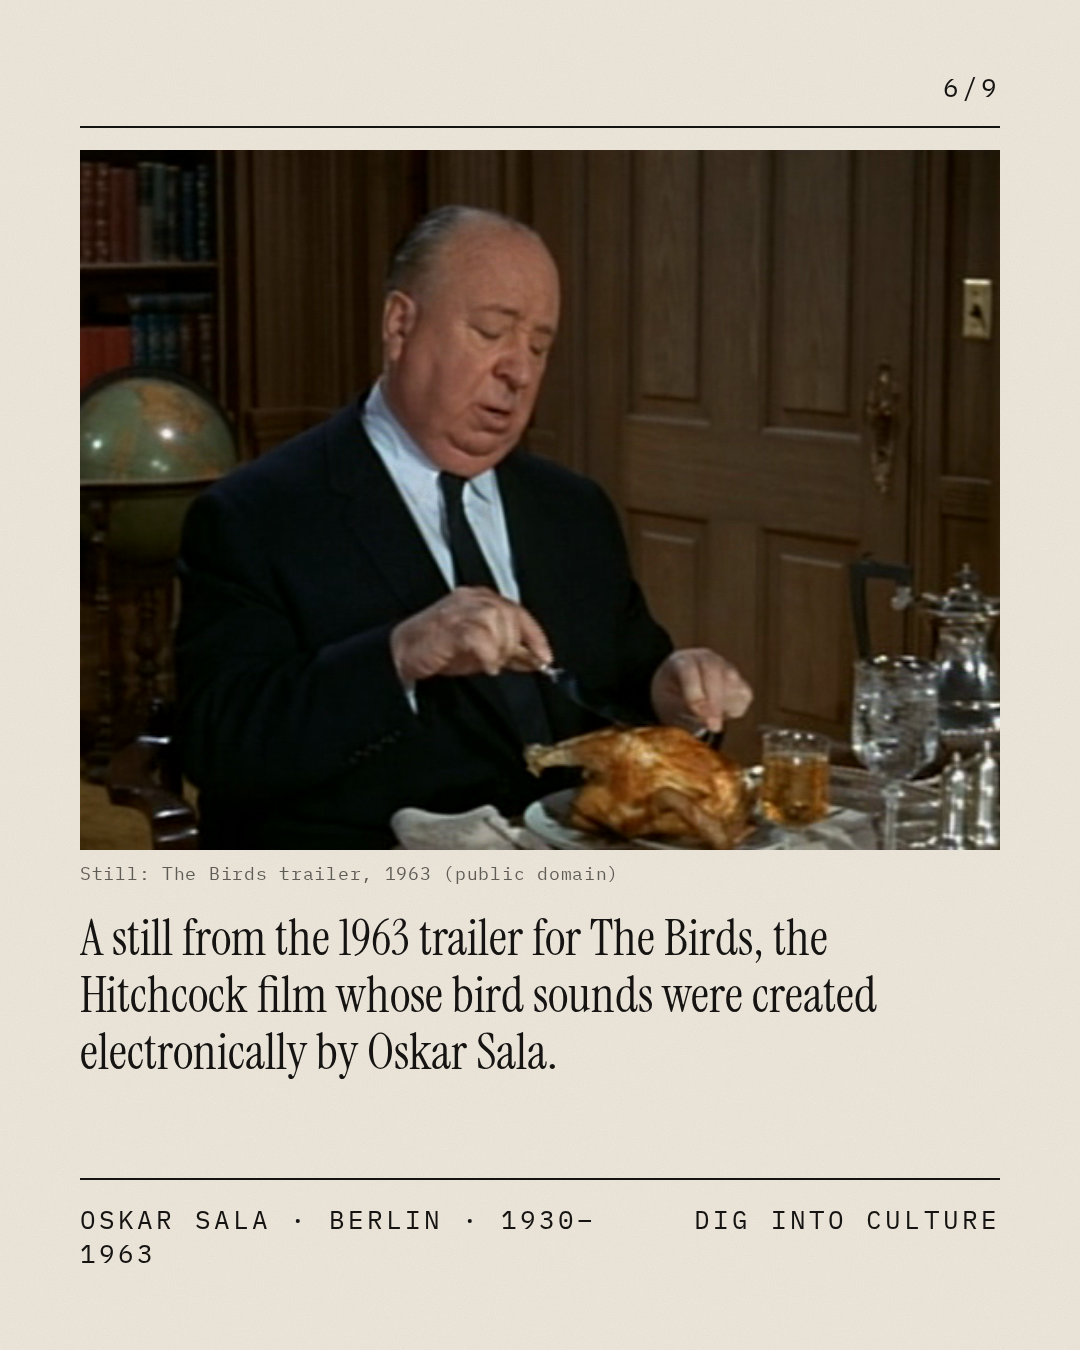 6/9
Still: The Birds trailer, 1963 (public domain)
A still from the 1963 trailer for The Birds, the
Hitchcock film whose bird sounds were created
electronically by Oskar Sala.
OSKAR SALA · BERLIN · 1930–
1963
DIG INTO CULTURE